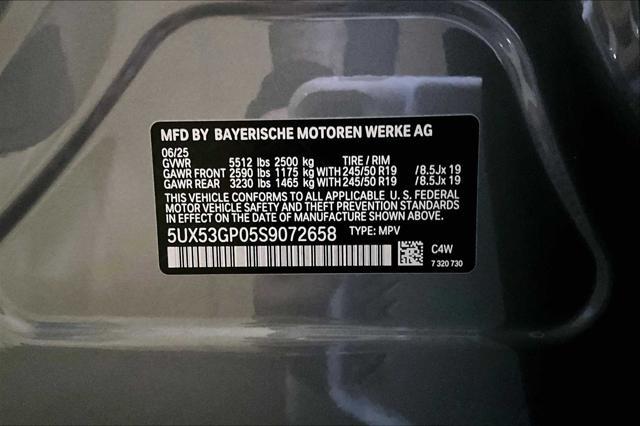 MFD BY BAYERISCHE MOTOREN WERKE AG
06/25
GVWR 5512 lbs 2500 kg TIRE / RIM
GAWR FRONT 2590 lbs 1175 kg WITH 245/50 R19 / 8.5Jx 19
GAWR REAR 3230 lbs 1465 kg WITH 245/50 R19 / 8.5Jx 19
THIS VEHICLE CONFORMS TO ALL APPLICABLE U. S. FEDERAL
MOTOR VEHICLE SAFETY AND THEFT PREVENTION STANDARDS
IN EFFECT ON THE DATE OF MANUFACTURE SHOWN ABOVE.
5UX53GP05S9072658 TYPE: MPV
C4W
7 320 730